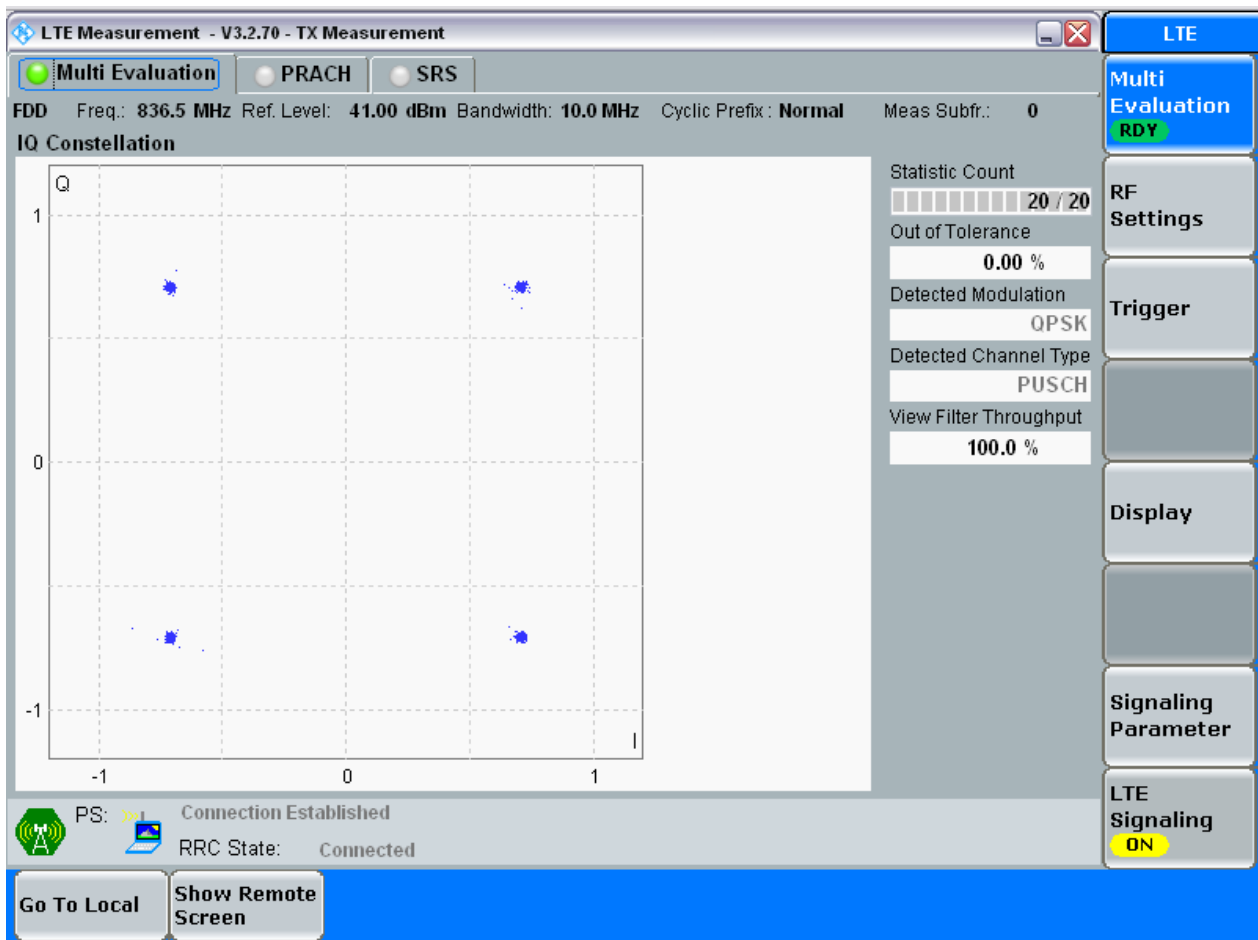 LTE Measurement - V3.2.70 - TX Measurement
LTE
Multi Evaluation PRACH SRS
FDD Freq.: 836.5 MHz Ref. Level: 41.00 dBm Bandwidth: 10.0 MHz Cyclic Prefix : Normal Meas Subfr.: 0
IQ Constellation
Q
1
0
-1
I
-1 0 1
Statistic Count
20 / 20
Out of Tolerance
0.00 %
Detected Modulation
QPSK
Detected Channel Type
PUSCH
View Filter Throughput
100.0 %
Multi
Evaluation
RDY
RF
Settings
Trigger
Display
Signaling
Parameter
LTE
Signaling
ON
PS: Connection Established
RRC State: Connected
Go To Local
Show Remote
Screen